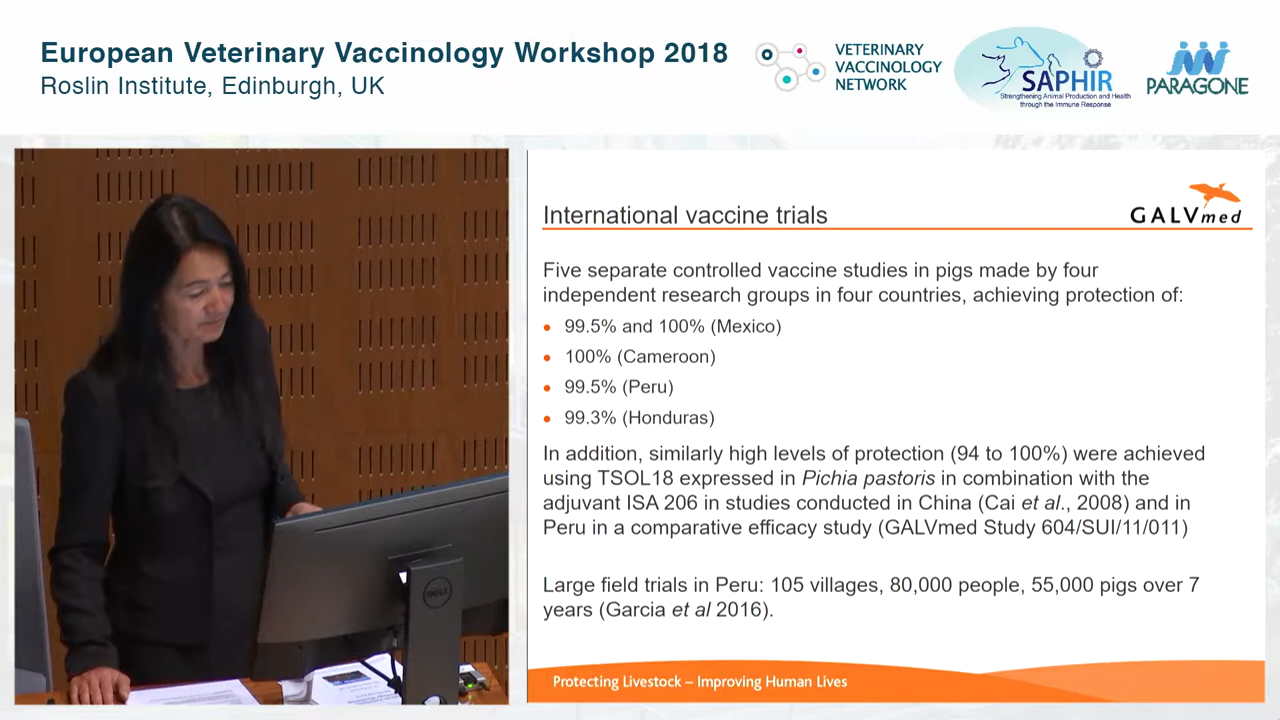 European Veterinary Vaccinology Workshop 2018
Roslin Institute, Edinburgh, UK
VETERINARY
VACCINOLOGY
NETWORK
SAPHIR
Strengthening Animal Production and Health
through the Immune Response
PARAGONE
International vaccine trials
GALVmed
Five separate controlled vaccine studies in pigs made by four
independent research groups in four countries, achieving protection of:
• 99.5% and 100% (Mexico)
• 100% (Cameroon)
• 99.5% (Peru)
• 99.3% (Honduras)
In addition, similarly high levels of protection (94 to 100%) were achieved
using TSOL18 expressed in Pichia pastoris in combination with the
adjuvant ISA 206 in studies conducted in China (Cai et al., 2008) and in
Peru in a comparative efficacy study (GALVmed Study 604/SUI/11/011)
Large field trials in Peru: 105 villages, 80,000 people, 55,000 pigs over 7
years (Garcia et al 2016).
Protecting Livestock – Improving Human Lives
DELL